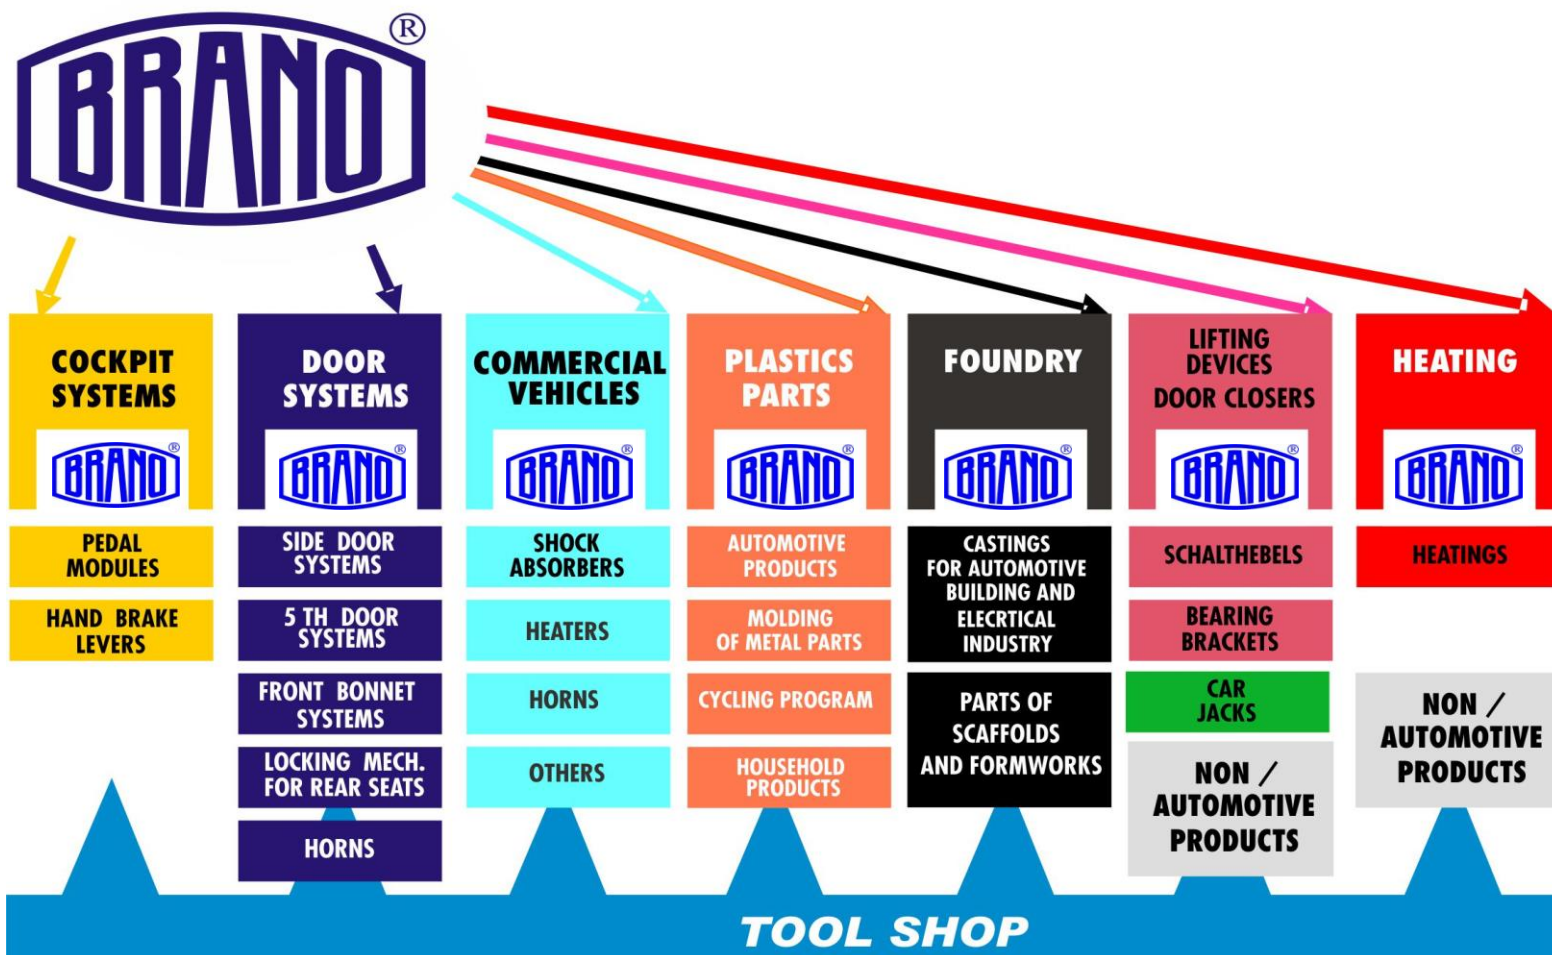 BRANO®
COCKPIT
SYSTEMS
BRANO®
PEDAL
MODULES
HAND BRAKE
LEVERS
DOOR
SYSTEMS
BRANO®
SIDE DOOR
SYSTEMS
5 TH DOOR
SYSTEMS
FRONT BONNET
SYSTEMS
LOCKING MECH.
FOR REAR SEATS
HORNS
COMMERCIAL
VEHICLES
BRANO®
SHOCK
ABSORBERS
HEATERS
HORNS
OTHERS
PLASTICS
PARTS
BRANO®
AUTOMOTIVE
PRODUCTS
MOLDING
OF METAL PARTS
CYCLING PROGRAM
HOUSEHOLD
PRODUCTS
FOUNDRY
BRANO®
CASTINGS
FOR AUTOMOTIVE
BUILDING AND
ELECRTICAL
INDUSTRY
PARTS OF
SCAFFOLDS
AND FORMWORKS
LIFTING
DEVICES
DOOR CLOSERS
BRANO®
SCHALTHEBELS
BEARING
BRACKETS
CAR
JACKS
NON /
AUTOMOTIVE
PRODUCTS
HEATING
BRANO®
HEATINGS
NON /
AUTOMOTIVE
PRODUCTS
TOOL SHOP